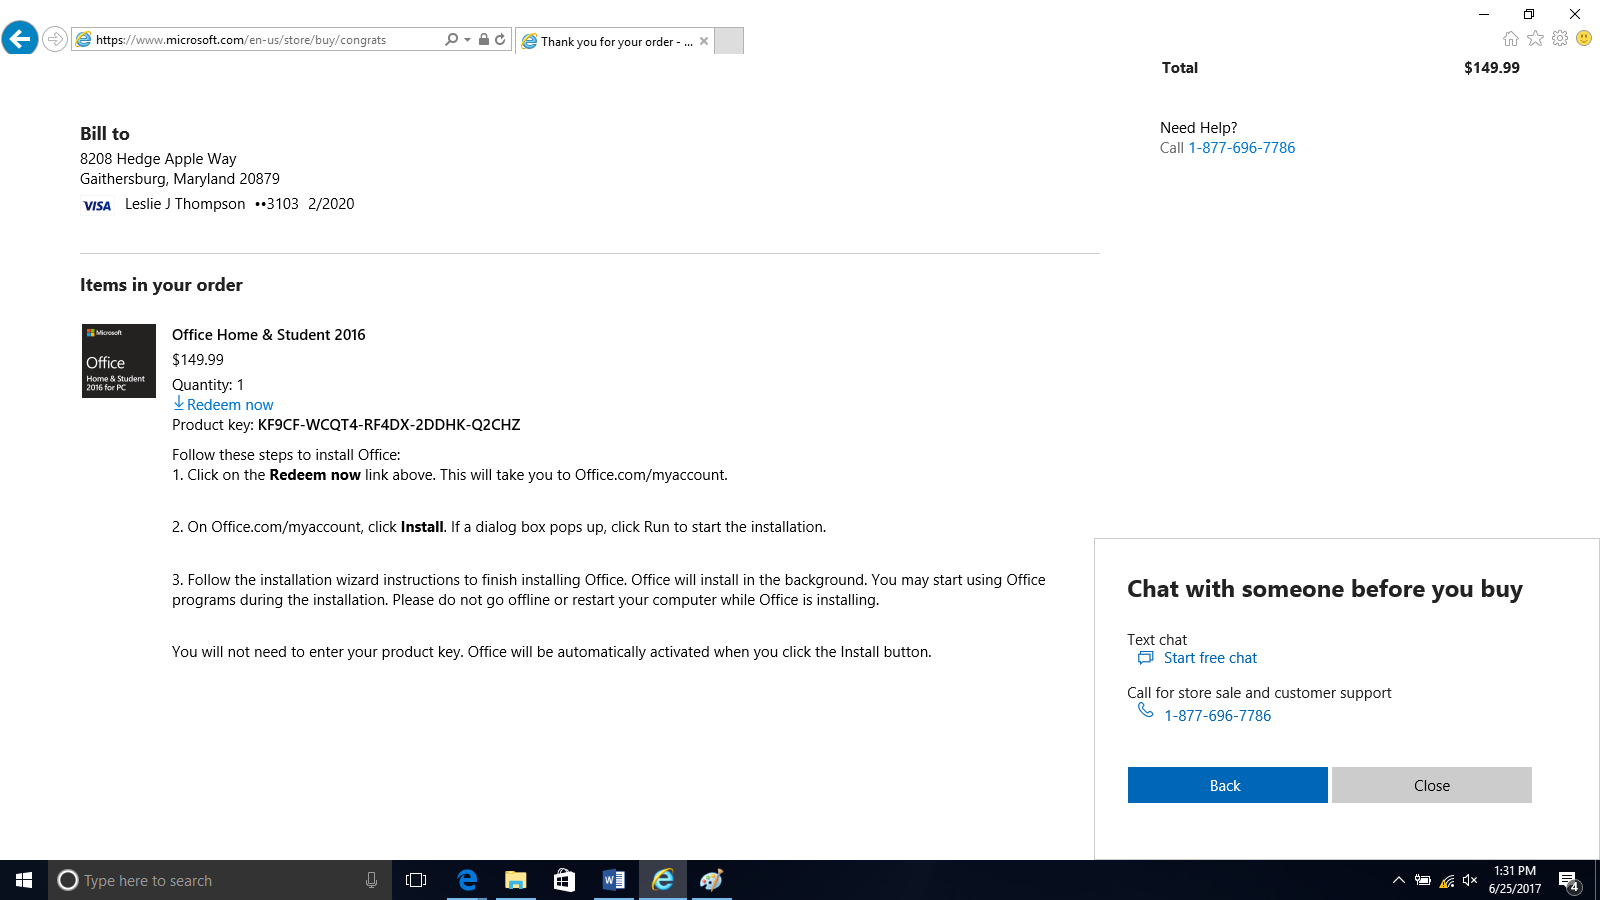 https://www.microsoft.com/en-us/store/buy/congrats
Thank you for your order - ...
Total $149.99
Need Help?
Call 1-877-696-7786
Bill to
8208 Hedge Apple Way
Gaithersburg, Maryland 20879
VISA Leslie J Thompson ••3103 2/2020
Items in your order
Microsoft
Office
Home & Student
2016 for PC
Office Home & Student 2016
$149.99
Quantity: 1
Redeem now
Product key: KF9CF-WCQT4-RF4DX-2DDHK-Q2CHZ
Follow these steps to install Office:
1. Click on the Redeem now link above. This will take you to Office.com/myaccount.
2. On Office.com/myaccount, click Install. If a dialog box pops up, click Run to start the installation.
3. Follow the installation wizard instructions to finish installing Office. Office will install in the background. You may start using Office
programs during the installation. Please do not go offline or restart your computer while Office is installing.
You will not need to enter your product key. Office will be automatically activated when you click the Install button.
Chat with someone before you buy
Text chat
Start free chat
Call for store sale and customer support
1-877-696-7786
Back Close
Type here to search
1:31 PM
6/25/2017
4